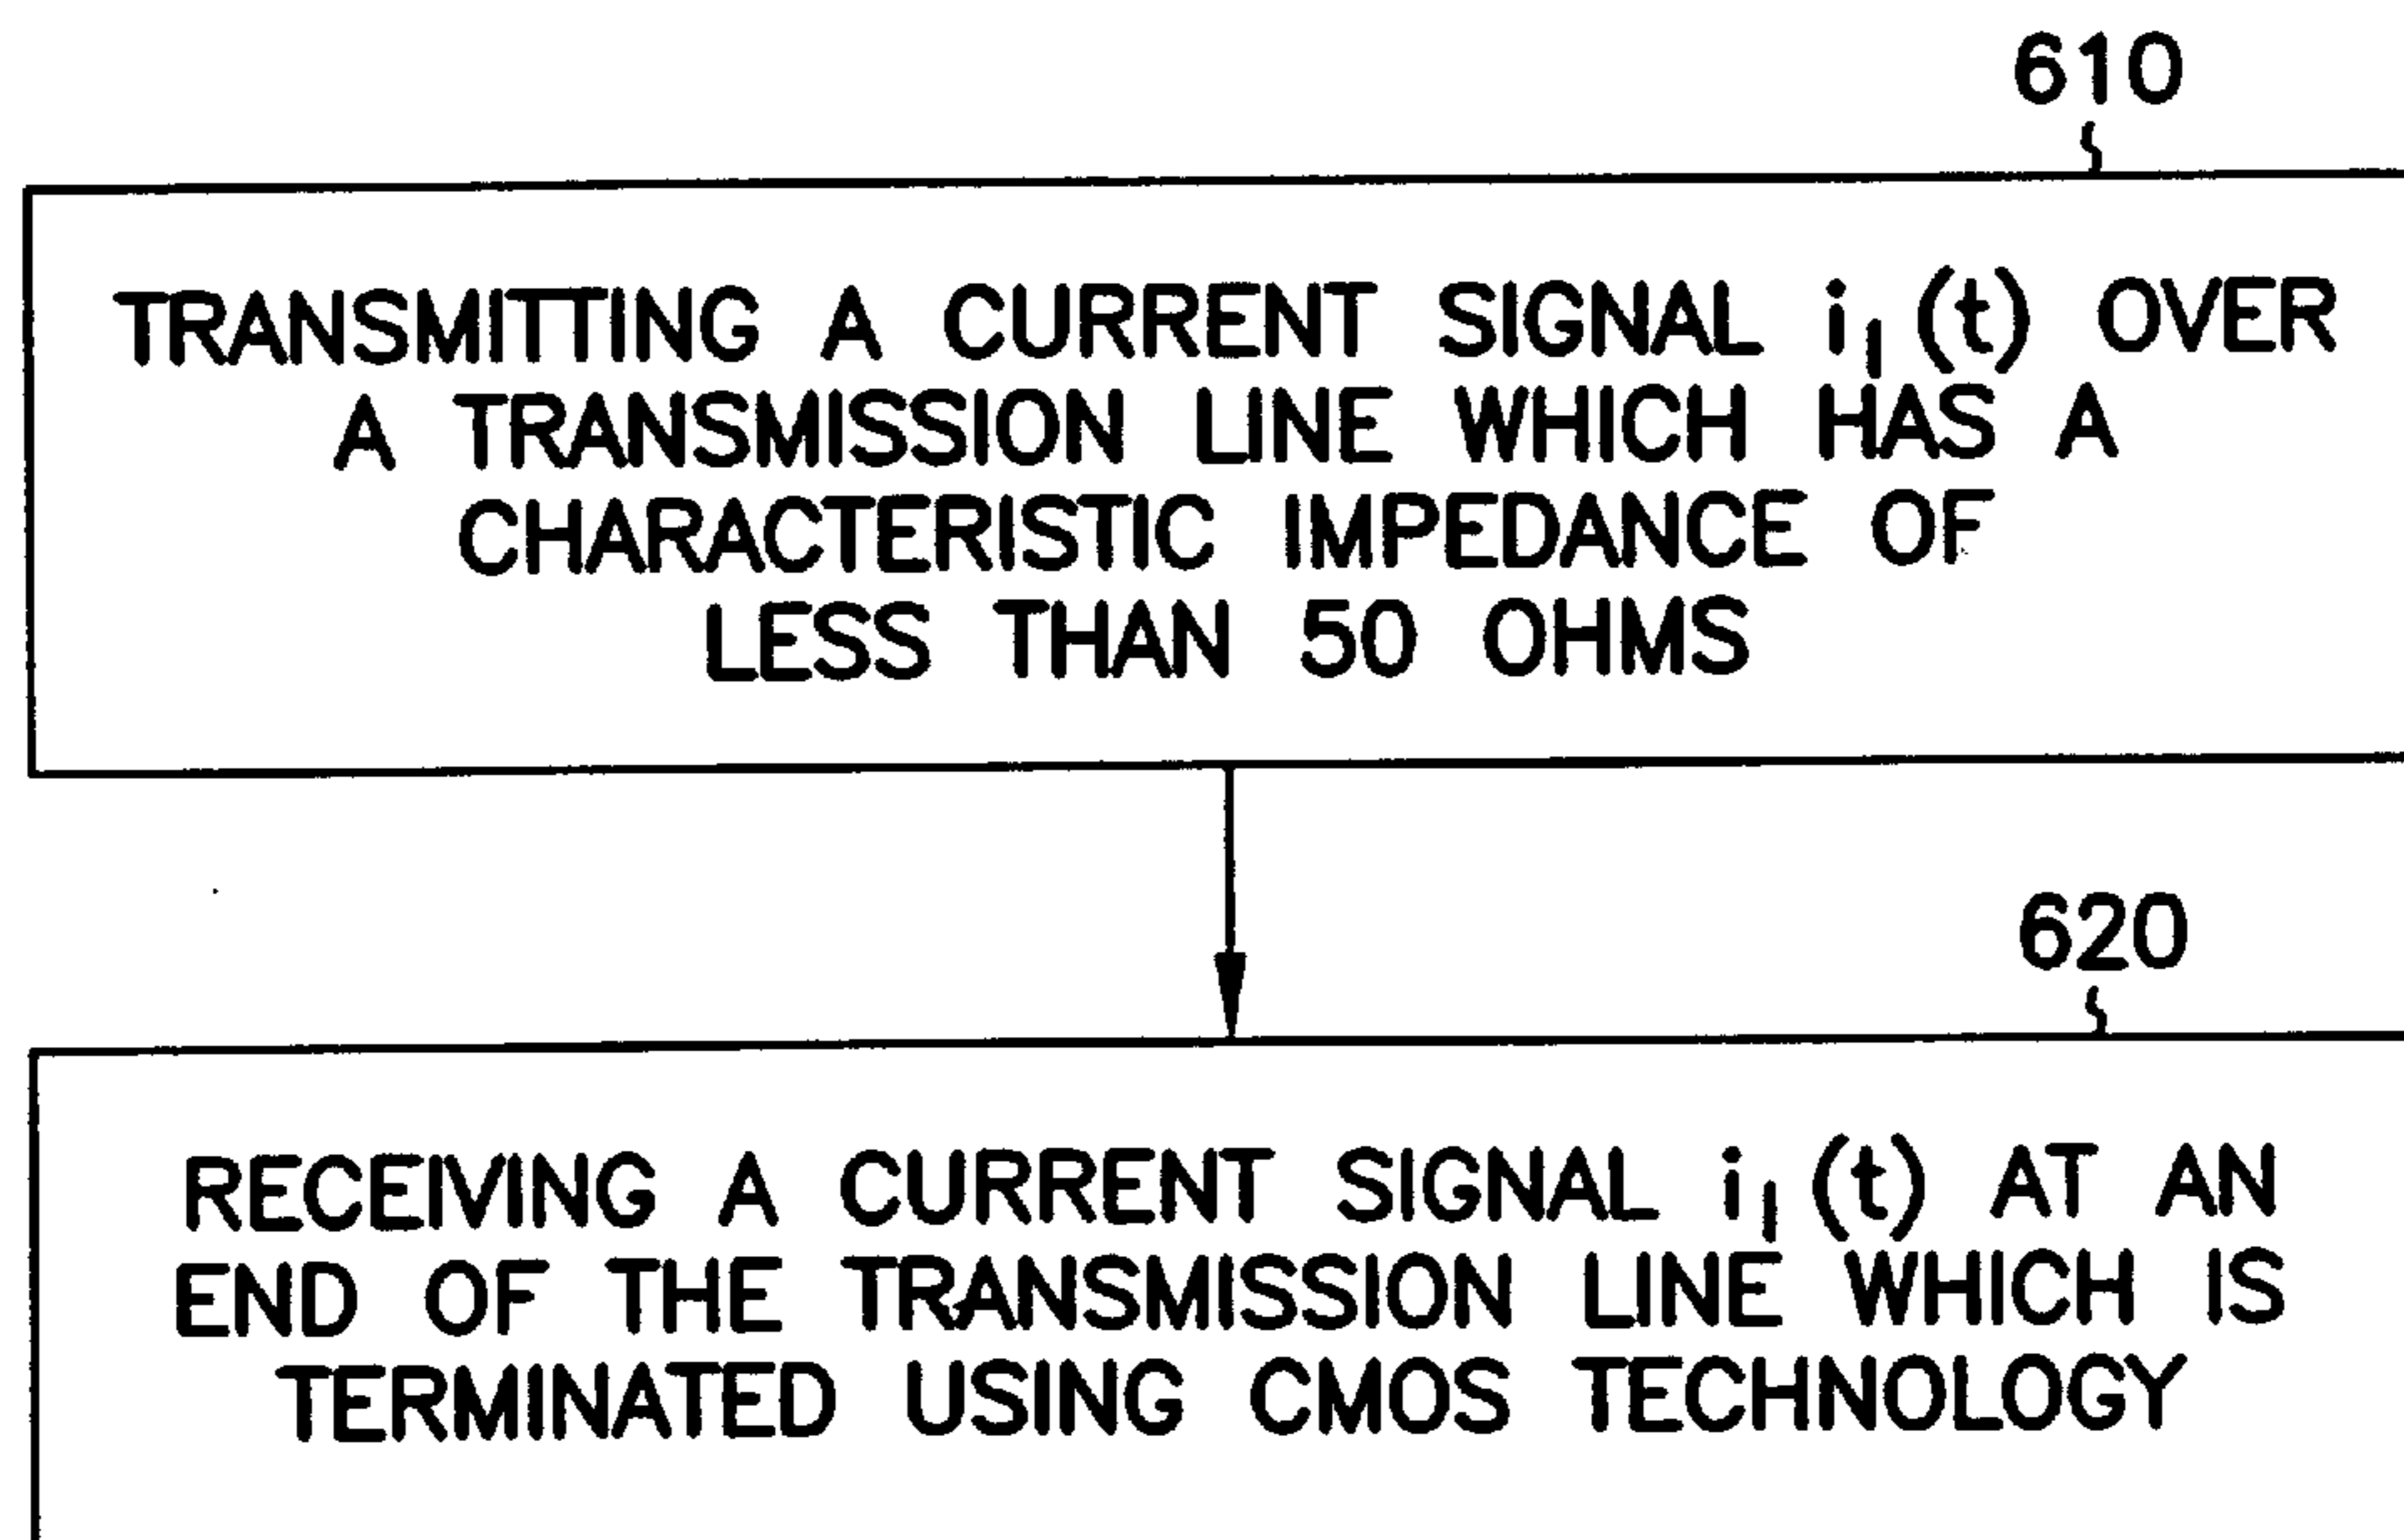 610
TRANSMITTING A CURRENT SIGNAL i₁(t) OVER
A TRANSMISSION LINE WHICH HAS A
CHARACTERISTIC IMPEDANCE OF
LESS THAN 50 OHMS
620
RECEIVING A CURRENT SIGNAL i₁(t) AT AN
END OF THE TRANSMISSION LINE WHICH IS
TERMINATED USING CMOS TECHNOLOGY